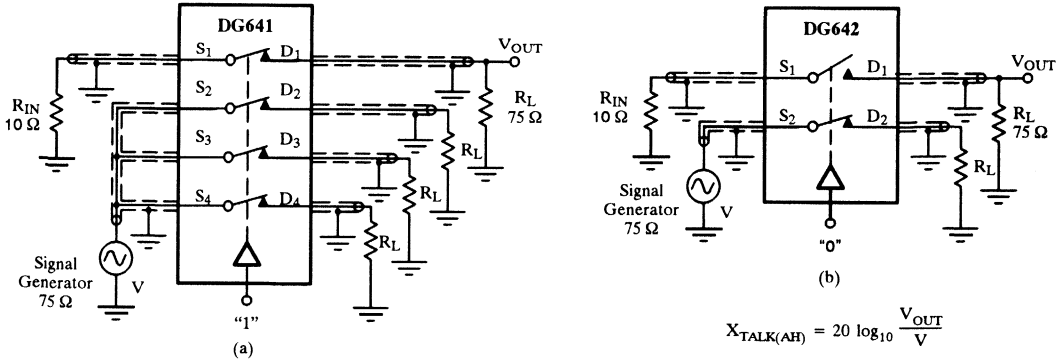 DG641
S1
D1
VOUT
RIN
10 Ω
S2
D2
RL
75 Ω
S3
D3
RL
RL
S4
D4
RL
Signal
Generator
75 Ω
V
“1”
(a)
DG642
S1
D1
VOUT
RIN
10 Ω
S2
D2
RL
75 Ω
RL
Signal
Generator
75 Ω
V
“0”
(b)
XTALK(AH) = 20 log10 VOUT / V